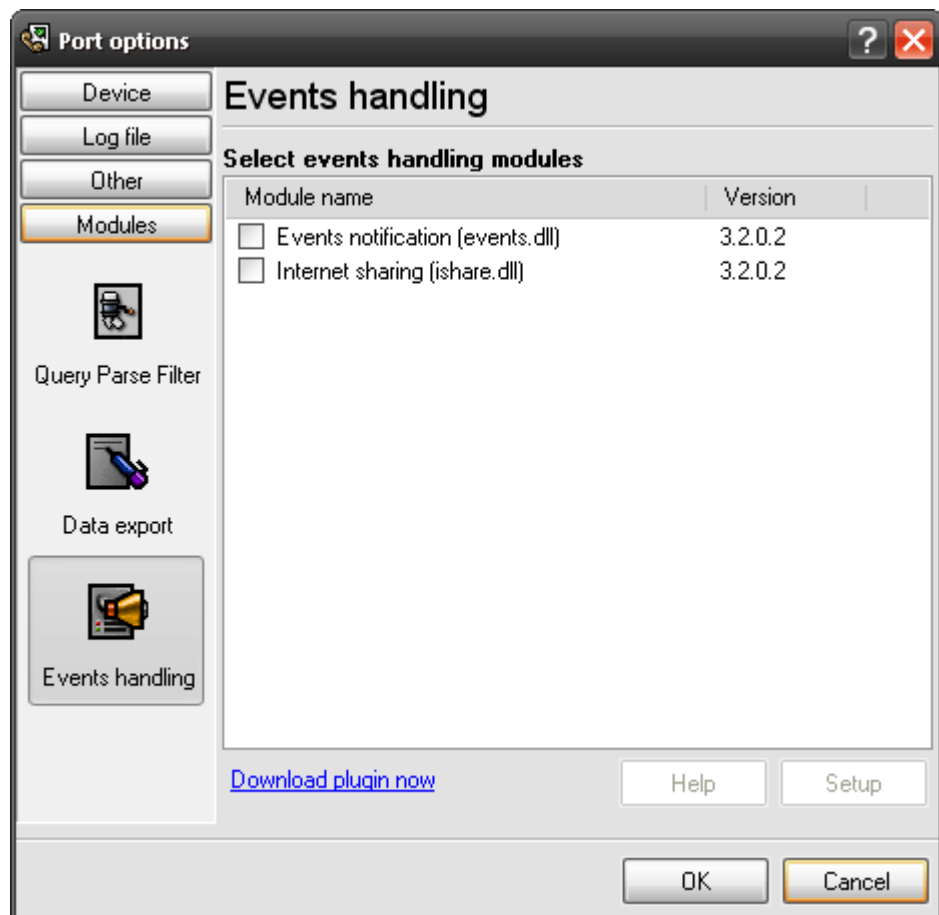 Port options
Device
Log file
Other
Modules
Query Parse Filter
Data export
Events handling
Events handling
Select events handling modules
Module name Version
Events notification (events.dll) 3.2.0.2
Internet sharing (ishare.dll) 3.2.0.2
Download plugin now
Help Setup
OK Cancel